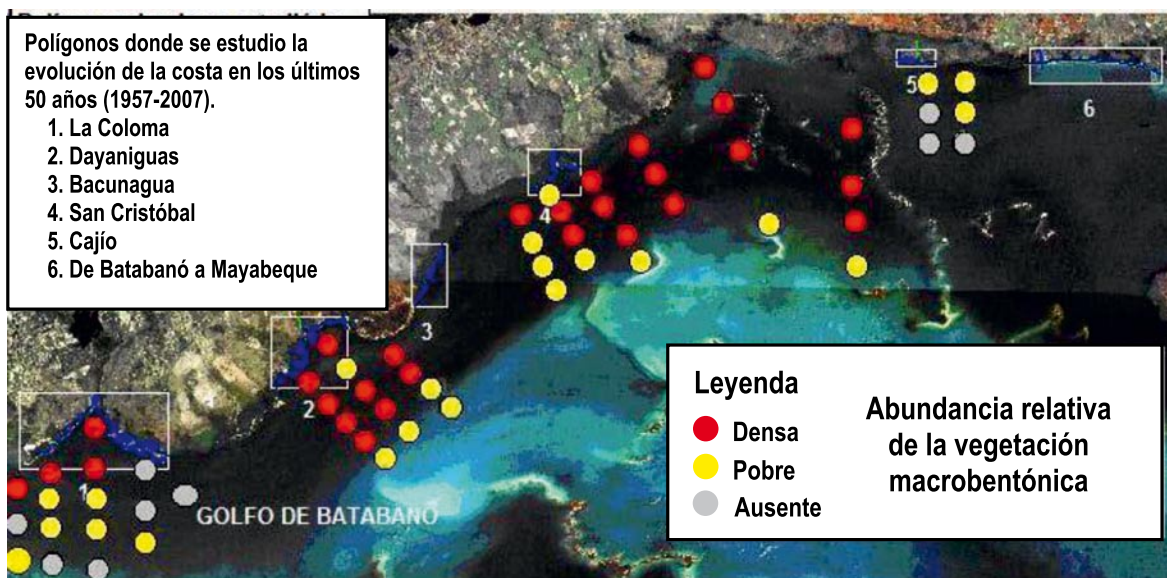 Polígonos donde se estudio la
evolución de la costa en los últimos
50 años (1957-2007).
1. La Coloma
2. Dayaniguas
3. Bacunagua
4. San Cristóbal
5. Cajío
6. De Batabanó a Mayabeque
5
6
4
3
2
1
GOLFO DE BATABANO
Leyenda
Densa
Pobre
Ausente
Abundancia relativa
de la vegetación
macrobentónica